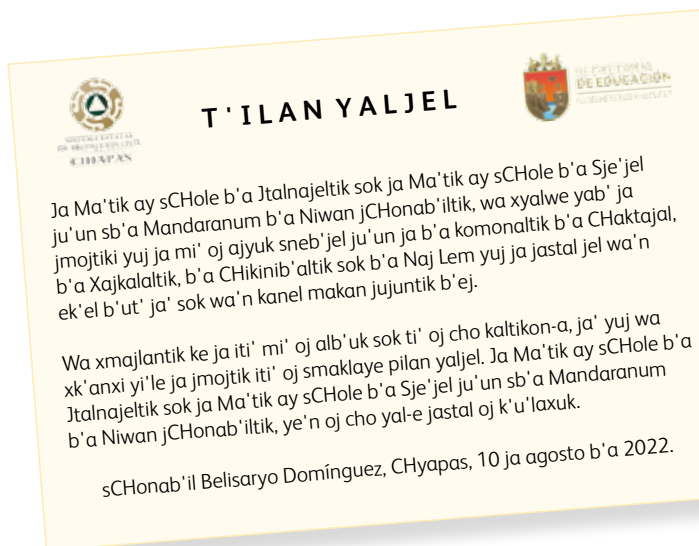 CHIAPAS
T'ILAN YALJEL
DE EDUCACIÓN
Ja Ma'tik ay sCHole b'a Jtalnajeltik sok ja Ma'tik ay sCHole b'a Sje'jel
ju'un sb'a Mandaranum b'a Niwan jCHonab'iltik, wa xyalwe yab' ja
jmojtiki yuj ja mi' oj ajyuk sneb'jel ju'un ja b'a komonaltik b'a CHaktajal,
b'a Xajkalaltik, b'a CHikinib'altik sok b'a Naj Lem yuj ja jastal jel wa'n
ek'el b'ut' ja' sok wa'n kanel makan jujuntik b'ej.
Wa xmajlantik ke ja iti' mi' oj alb'uk sok ti' oj cho kaltikon-a, ja' yuj wa
xk'anxi yi'le ja jmojtik iti' oj smaklaye pilan yaljel. Ja Ma'tik ay sCHole b'a
Jtalnajeltik sok ja Ma'tik ay sCHole b'a Sje'jel ju'un sb'a Mandaranum
b'a Niwan jCHonab'iltik, ye'n oj cho yal-e jastal oj k'u'laxuk.
sCHonab'il Belisaryo Domínguez, CHyapas, 10 ja agosto b'a 2022.